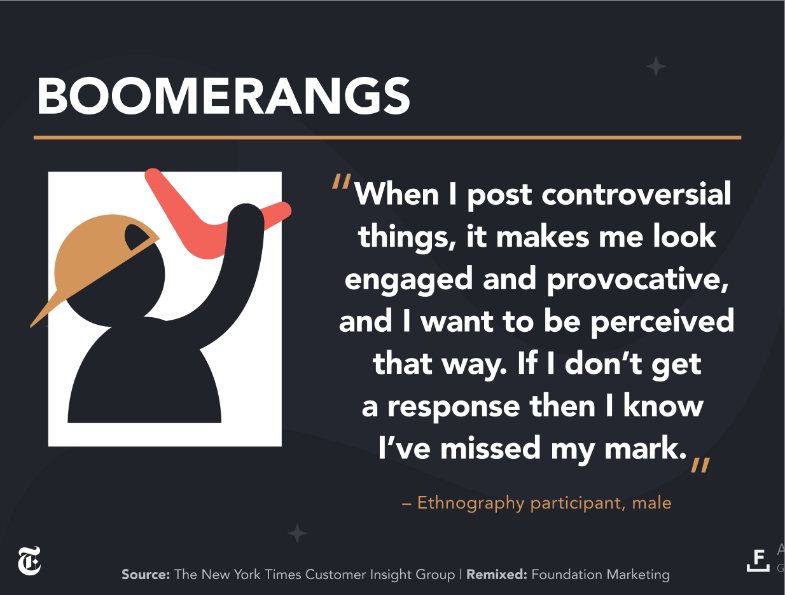 BOOMERANGS
"When I post controversial
things, it makes me look
engaged and provocative,
and I want to be perceived
that way. If I don't get
a response then I know
I've missed my mark."
– Ethnography participant, male
T
Source: The New York Times Customer Insight Group | Remixed: Foundation Marketing
F
A
G